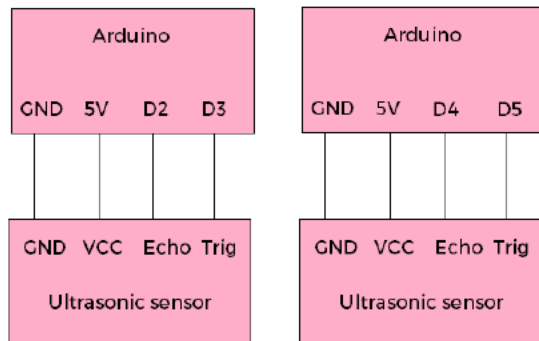 Arduino
GND 5V D2 D3
GND VCC Echo Trig
Ultrasonic sensor
Arduino
GND 5V D4 D5
GND VCC Echo Trig
Ultrasonic sensor